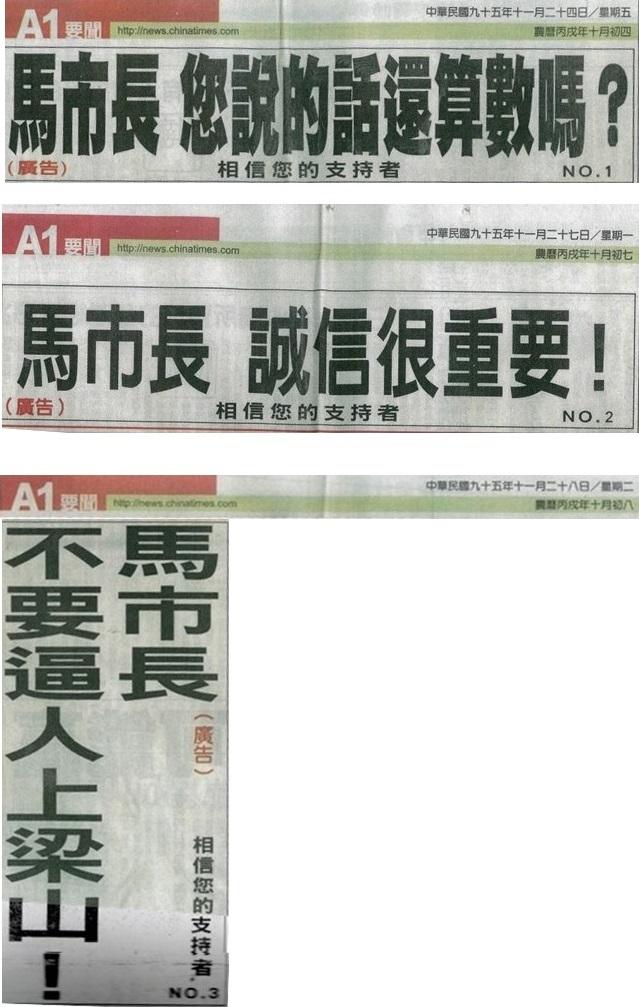 A1 要聞 http://news.chinatimes.com
中華民國九十五年十一月二十四日／星期五
農曆丙戌年十月初四
馬市長 您說的話還算數嗎？
(廣告) 相信您的支持者 NO.1
A1 要聞 http://news.chinatimes.com
中華民國九十五年十一月二十七日／星期一
農曆丙戌年十月初七
馬市長 誠信很重要！
(廣告) 相信您的支持者 NO.2
A1 要聞 http://news.chinatimes.com
中華民國九十五年十一月二十八日／星期二
農曆丙戌年十月初八
馬市長
(廣告)
相信您的支持者
NO.3
不要逼人上梁山！